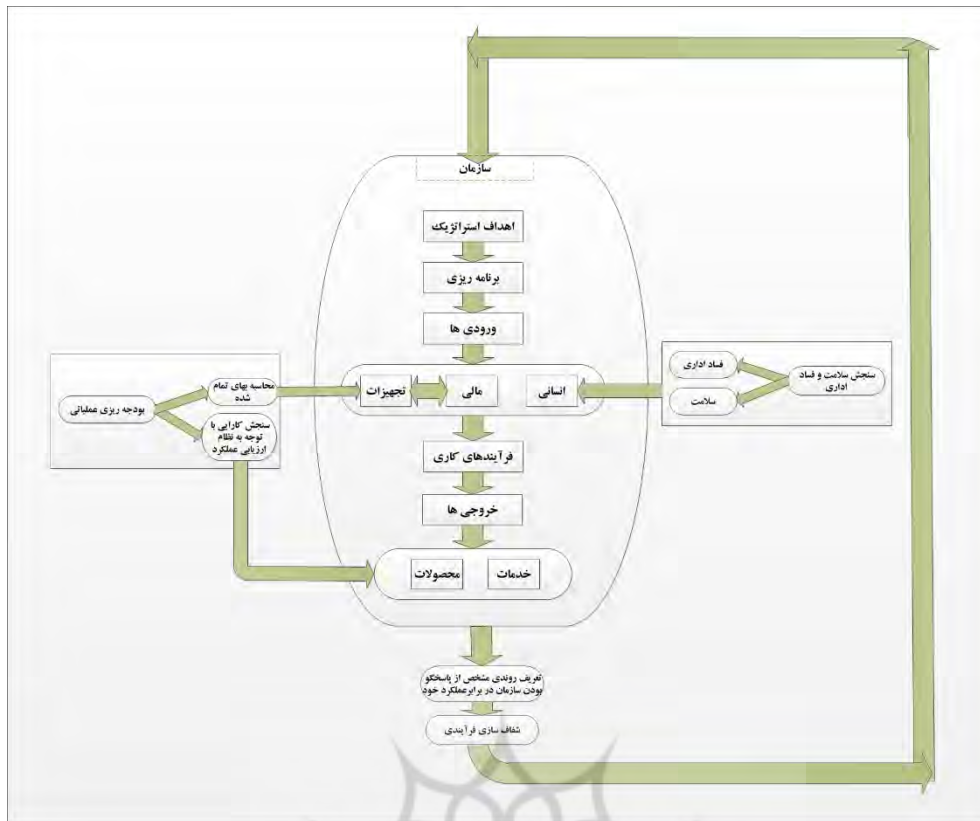 سازمان
اهداف استراتژیک
برنامه ریزی
ورودی ها
انسانی
مالی
تجهیزات
فرآیندهای کاری
خروجی ها
خدمات
محصولات
تعریف روندی مشخص از پاسخگو
بودن سازمان در برابرعملکرد خود
شفاف سازی فرآیندی
سنجش سلامت و فساد
اداری
فساد اداری
سلامت
محاسبه بهای تمام
شده
بودجه ریزی عملیاتی
سنجش کارایی با
توجه به نظام
ارزیابی عملکرد